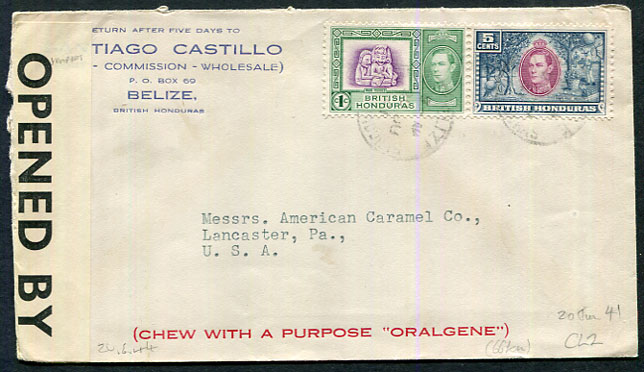 ETURN AFTER FIVE DAYS TO
TIAGO CASTILLO
- COMMISSION - WHOLESALE)
P. O. BOX 69
BELIZE,
BRITISH HONDURAS
OPENED BY
1c
BRITISH
HONDURAS
5
CENTS
BRITISH HONDURAS
Messrs. American Caramel Co.,
Lancaster, Pa.,
U. S. A.
(CHEW WITH A PURPOSE "ORALGENE")
20 Jun 41